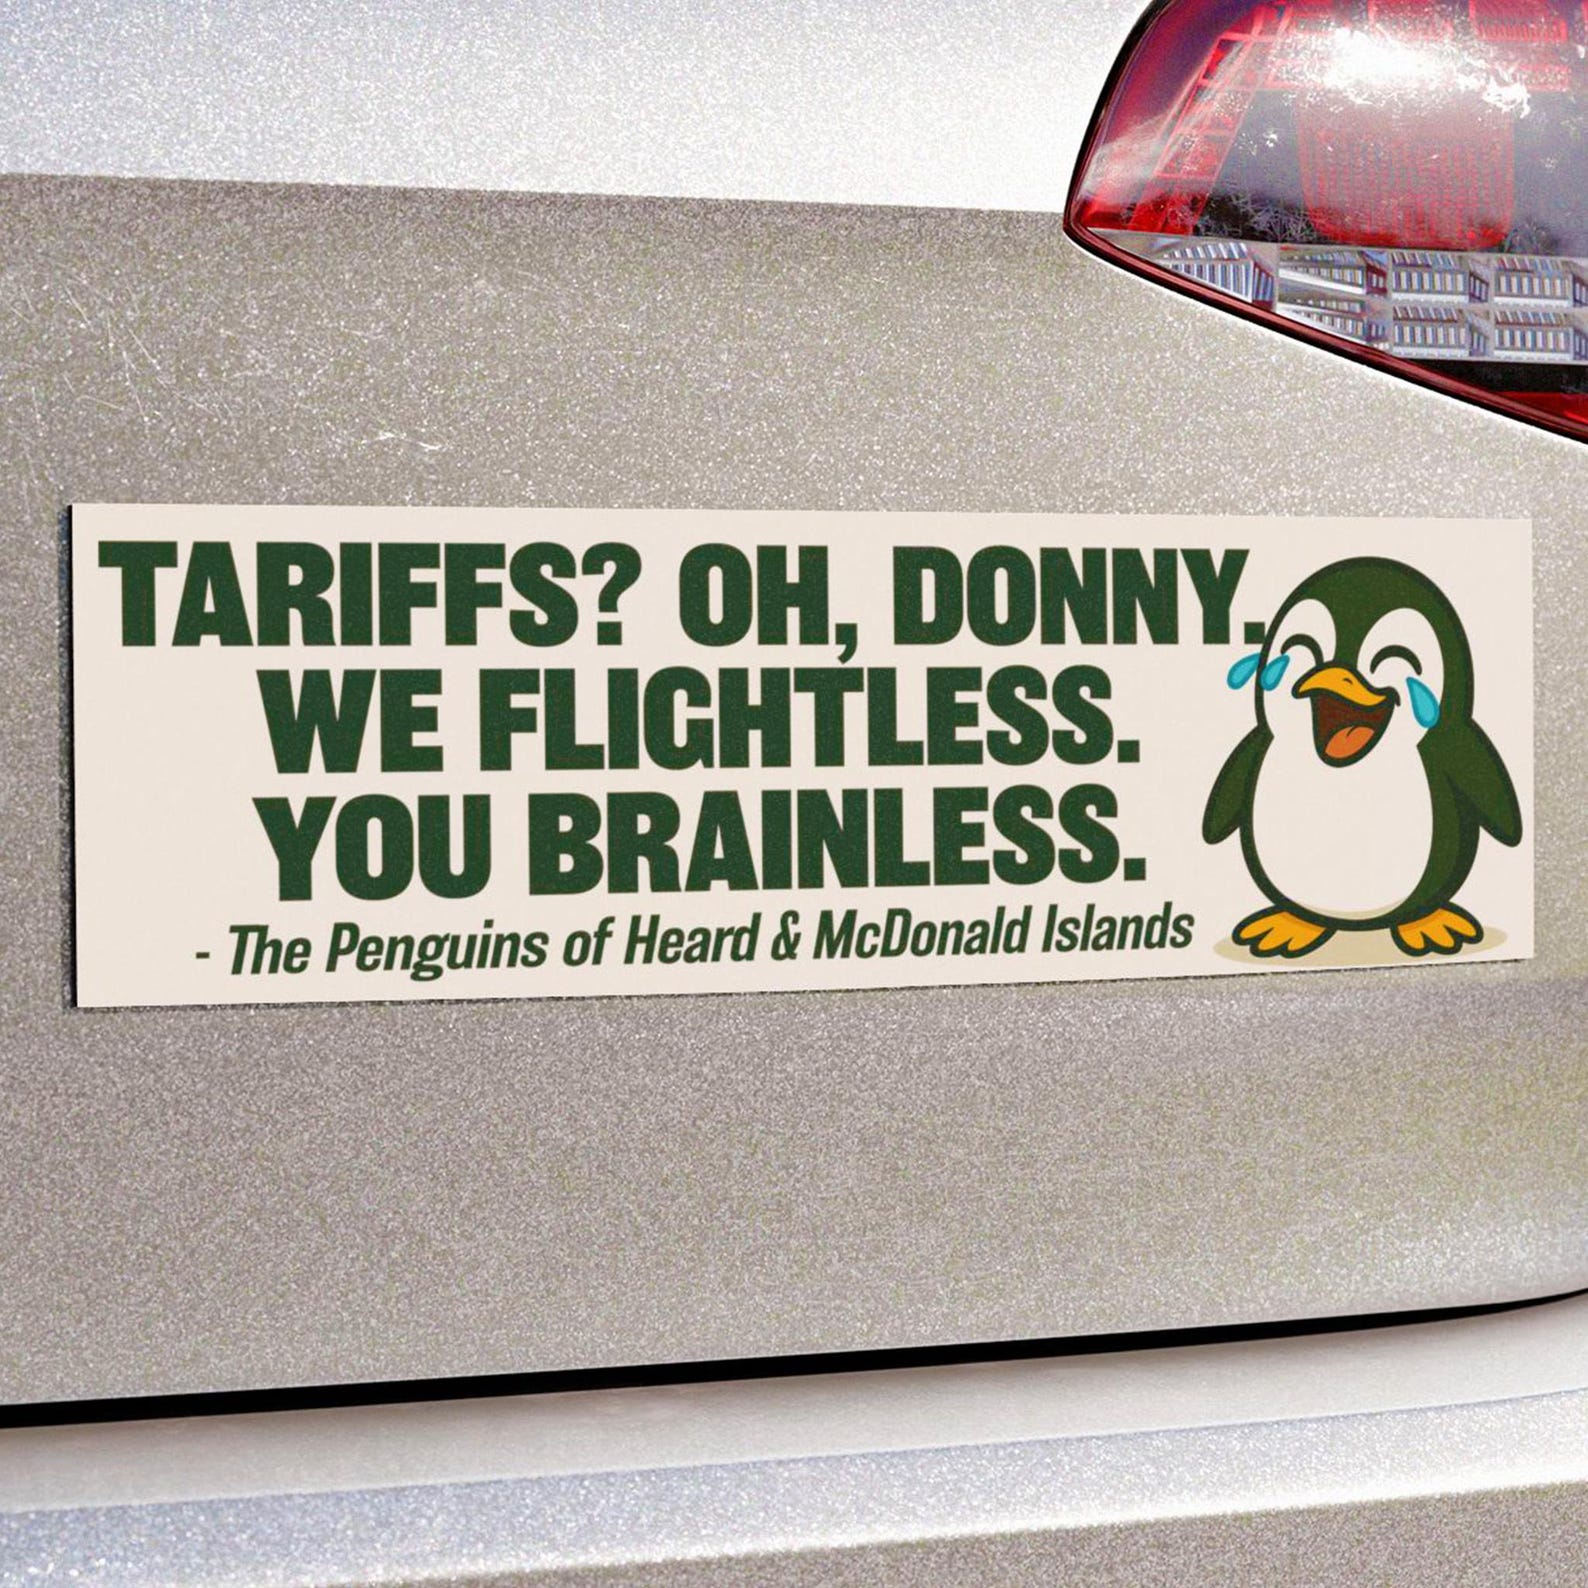 TARIFFS? OH, DONNY.
WE FLIGHTLESS.
YOU BRAINLESS.
- The Penguins of Heard & McDonald Islands